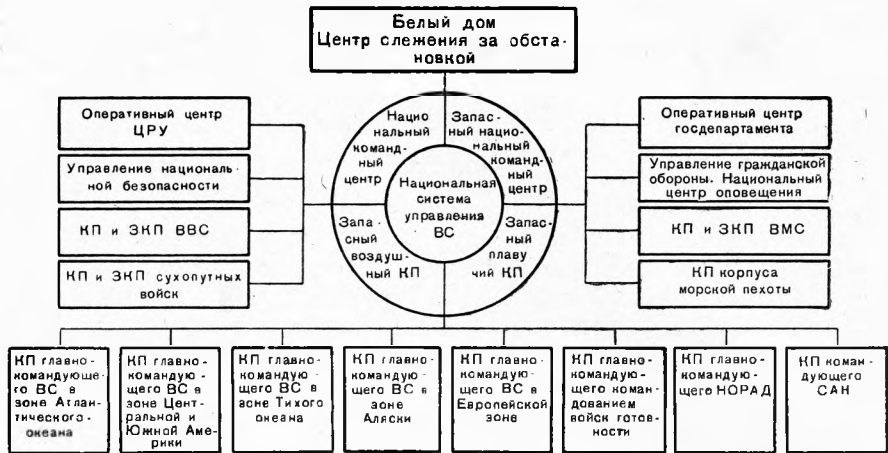 Белый дом
Центр слежения за обста-
новкой
Оперативный центр
ЦРУ
Управление националь-
ной безопасности
КП и ЗКП ВВС
КП и ЗКП сухопутных
войск
Нацио
нальный
команд
ный
центр
Запас-
ный нацио-
нальный
команд-
ный
центр
Национальная
система
управления
ВС
Запа-
сный
воздуш-
ный КП
Запас-
ный
плаву
чий КП
Оперативный центр
госдепартамента
Управление гражданской
обороны. Национальный
центр оповещения
КП и ЗКП ВМС
КП корпуса
морской пехоты
КП главно-
командующе-
го ВС в
зоне Атлан-
тического-
океана
КП главно-
командую-
щего ВС в
зоне Цент-
ральной и
Южной Аме-
рики
КП главно-
командую-
щего ВС в
зоне Тихого
океана
КП главно-
командую-
щего ВС в
зоне
Аляски
КП главно-
командую-
щего ВС в
Европейской
зоне
КП главно-
командую-
щего коман-
дованием
войск готов-
ности
КП главно-
командую-
щего НОРАД
КП коман-
дующего
САК